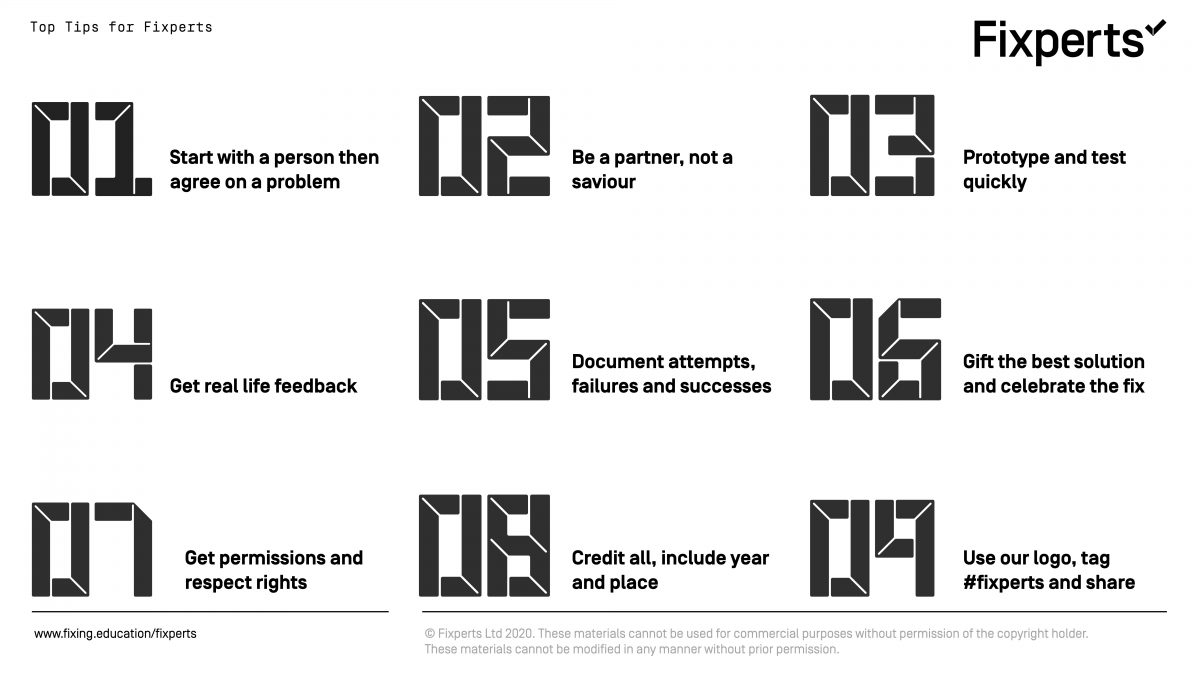 Top Tips for Fixperts
Fixperts
01
Start with a person then
agree on a problem
02
Be a partner, not a
saviour
03
Prototype and test
quickly
04
Get real life feedback
05
Document attempts,
failures and successes
06
Gift the best solution
and celebrate the fix
07
Get permissions and
respect rights
08
Credit all, include year
and place
09
Use our logo, tag
#fixperts and share
www.fixing.education/fixperts
© Fixperts Ltd 2020. These materials cannot be used for commercial purposes without permission of the copyright holder.
These materials cannot be modified in any manner without prior permission.